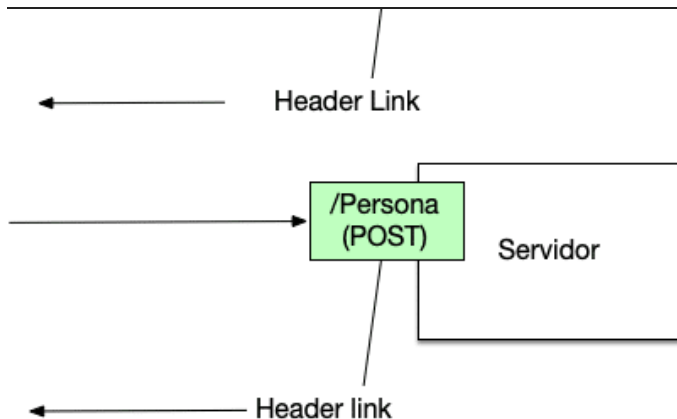 Header Link
/Persona
(POST)
Servidor
Header link